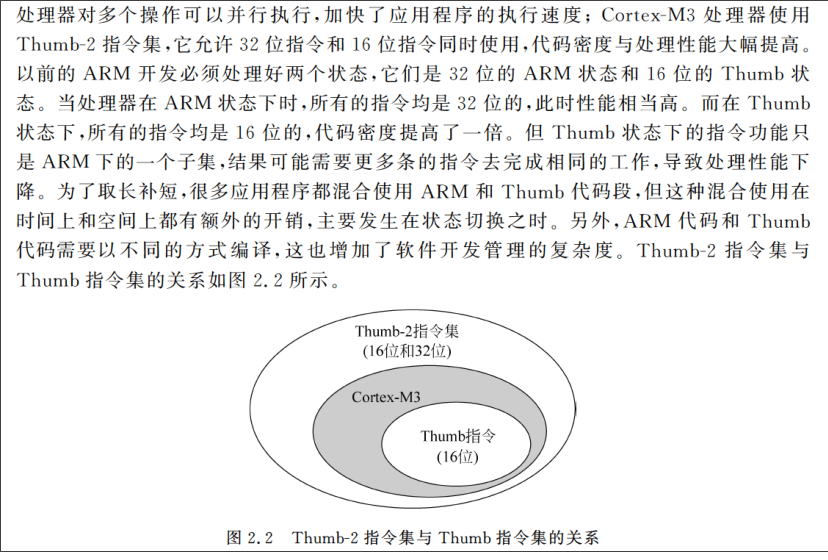 处理器对多个操作可以并行执行，加快了应用程序的执行速度；Cortex-M3 处理器使用
Thumb-2 指令集，它允许 32 位指令和 16 位指令同时使用，代码密度与处理性能大幅提高。
以前的 ARM 开发必须处理好两个状态，它们是 32 位的 ARM 状态和 16 位的 Thumb 状
态。当处理器在 ARM 状态下时，所有的指令均是 32 位的，此时性能相当高。而在 Thumb
状态下，所有的指令均是 16 位的，代码密度提高了一倍。但 Thumb 状态下的指令功能只
是 ARM 下的一个子集，结果可能需要更多条的指令去完成相同的工作，导致处理性能下
降。为了取长补短，很多应用程序都混合使用 ARM 和 Thumb 代码段，但这种混合使用在
时间上和空间上都有额外的开销，主要发生在状态切换之时。另外，ARM 代码和 Thumb
代码需要以不同的方式编译，这也增加了软件开发管理的复杂度。Thumb-2 指令集与
Thumb 指令集的关系如图 2.2 所示。
Thumb-2指令集
(16位和32位)
Cortex-M3
Thumb指令
(16位)
图 2.2 Thumb-2 指令集与 Thumb 指令集的关系